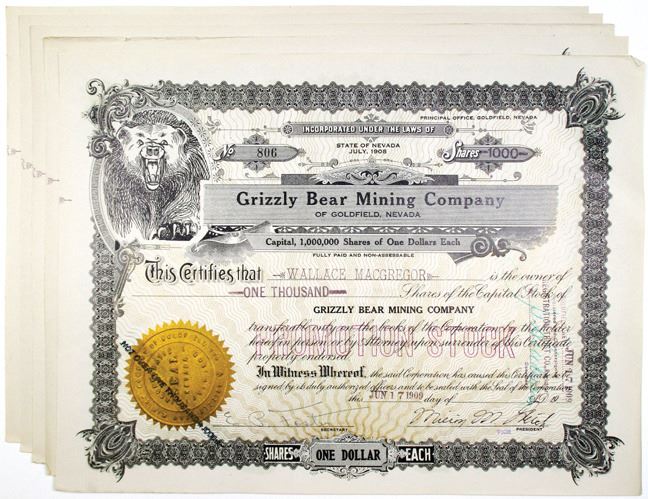 PRINCIPAL OFFICE, GOLDFIELD, NEVADA
INCORPORATED UNDER THE LAWS OF
STATE OF NEVADA
JULY, 1908
No 806
Shares 1000
Grizzly Bear Mining Company
OF GOLDFIELD, NEVADA
Capital, 1,000,000 Shares of One Dollars Each
FULLY PAID AND NON-ASSESSABLE
This Certifies that WALLACE MACGREGOR is the owner of
ONE THOUSAND Shares of the Capital Stock of
GRIZZLY BEAR MINING COMPANY
transferable only on the books of the Corporation by the holder
hereof in person or by Attorney upon surrender of this Certificate
properly endorsed.
PROMOTION STOCK
In Witness Whereof, the said Corporation has caused this Certificate to be
signed by its duly authorized officers and to be sealed with the Seal of the Corporation
this JUN 17 1909 day of
SECRETARY
PRESIDENT
JUN 17 1909
SHARES ONE DOLLAR EACH